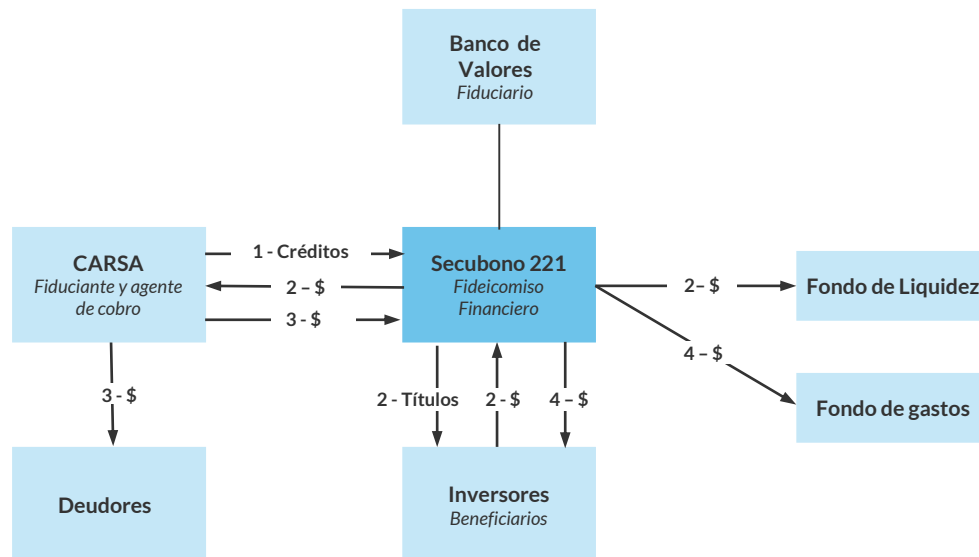 Banco de
Valores
Fiduciario
CARSA
Fiduciante y agente
de cobro
1 - Créditos
2 – $
3 - $
Secubono 221
Fideicomiso
Financiero
2– $
Fondo de Liquidez
4 – $
Fondo de gastos
3 - $
2 - Títulos
2 - $
4 – $
Deudores
Inversores
Beneficiarios